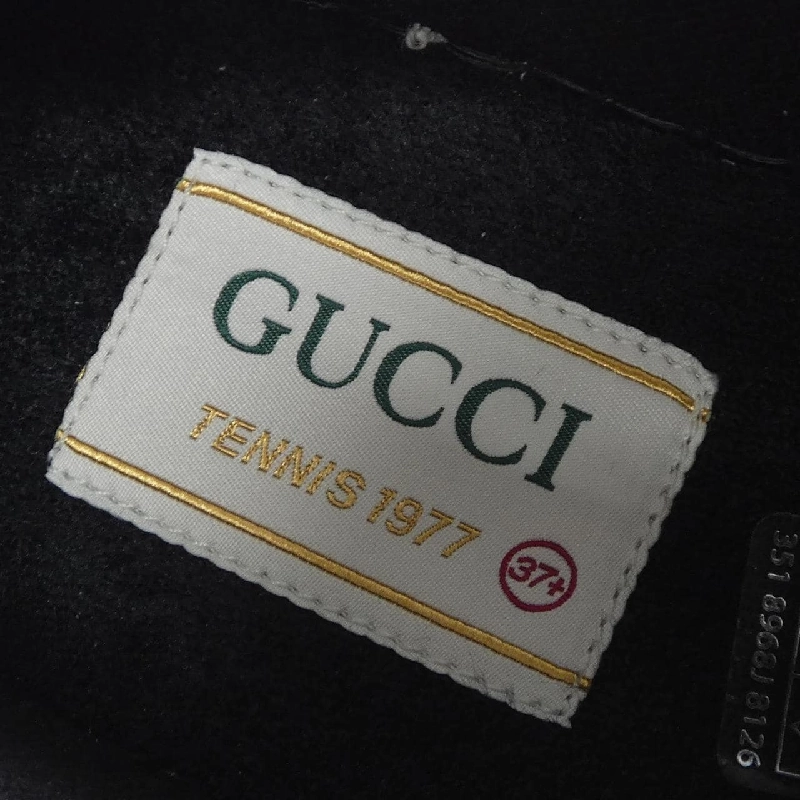 GUCCI
TENNIS 1977
37+
351 8968J 8126